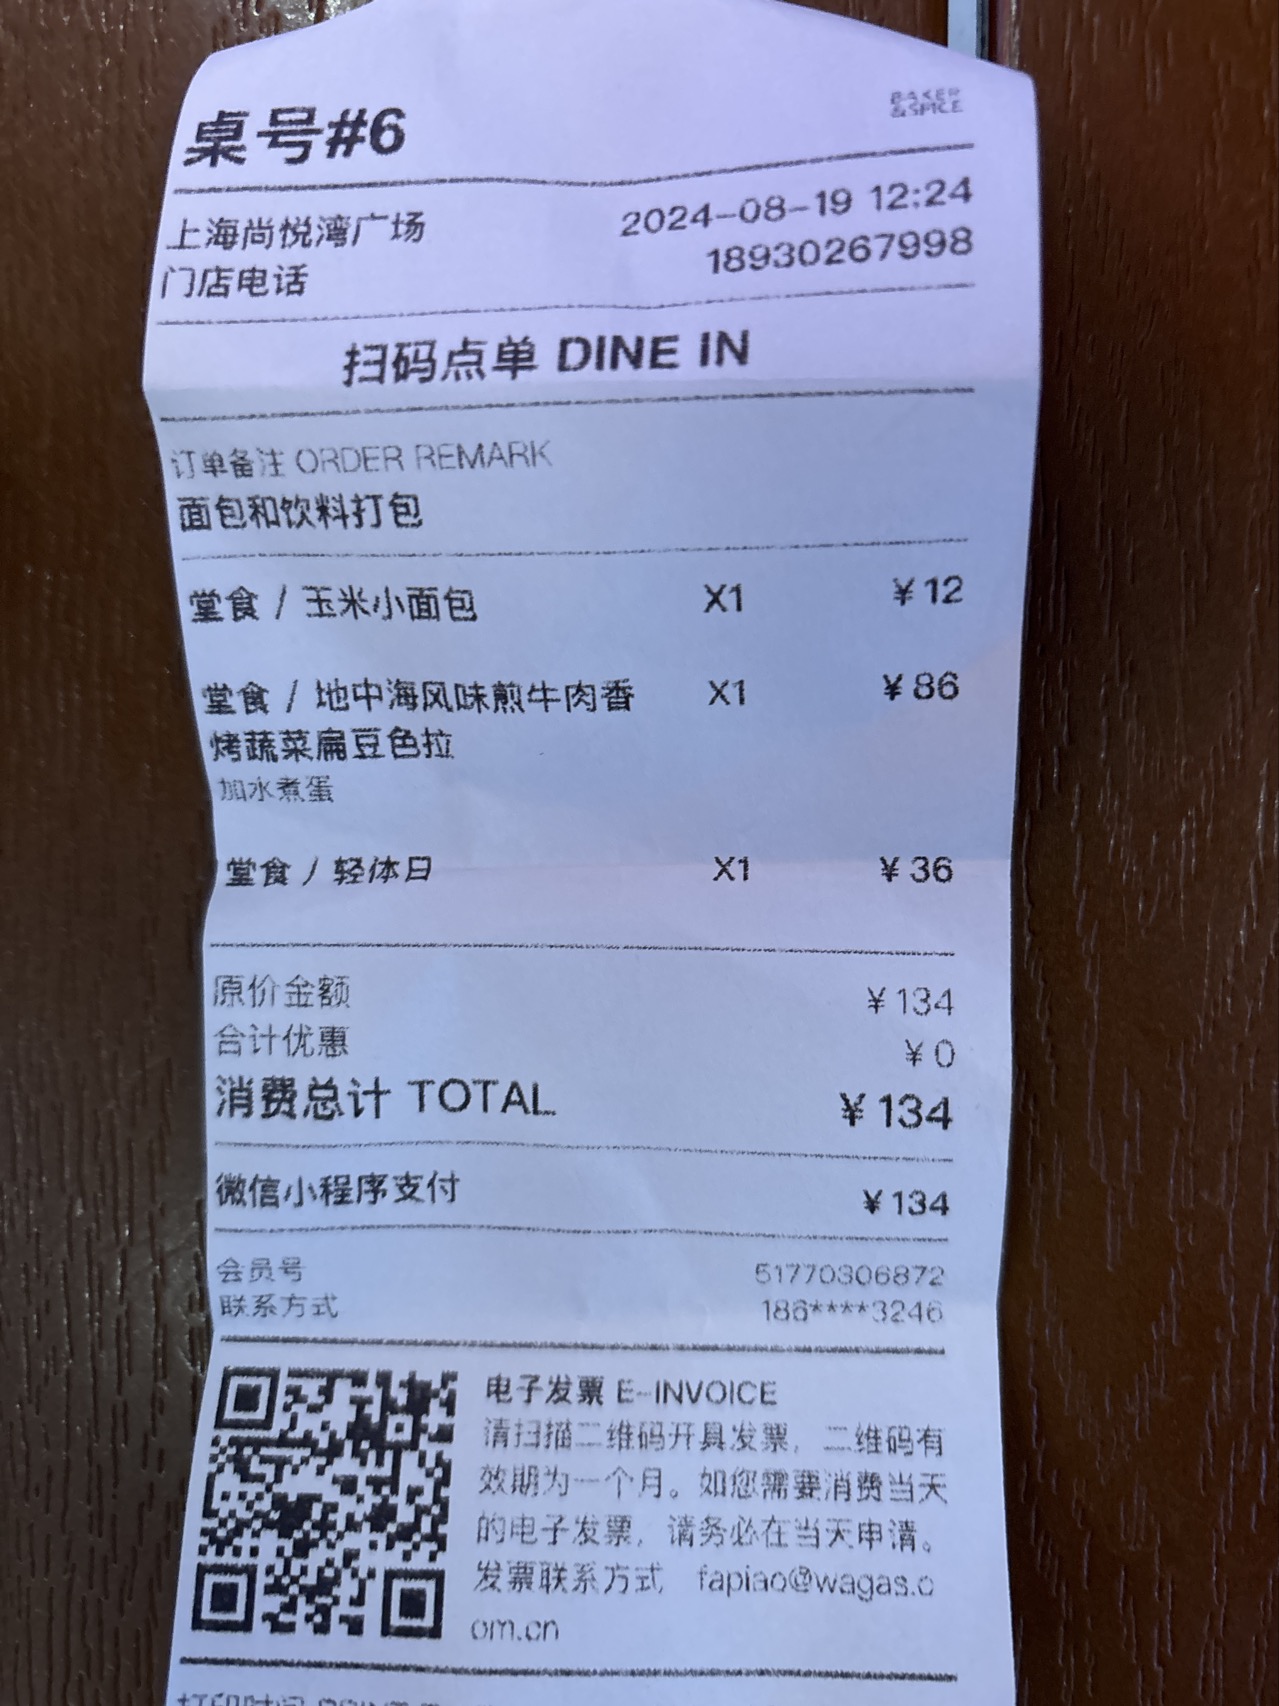 桌号#6
BAKER
&SPICE
上海尚悦湾广场 2024-08-19 12:24
门店电话 18930267998
扫码点单 DINE IN
订单备注 ORDER REMARK
面包和饮料打包
堂食 / 玉米小面包 X1 ¥12
堂食 / 地中海风味煎牛肉香 X1 ¥86
烤蔬菜扁豆色拉
加水煮蛋
堂食 / 轻体日 X1 ¥36
原价金额 ¥134
合计优惠 ¥0
消费总计 TOTAL ¥134
微信小程序支付 ¥134
会员号 51770306872
联系方式 186****3246
电子发票 E-INVOICE
请扫描二维码开具发票，二维码有
效期为一个月。如您需要消费当天
的电子发票，请务必在当天申请。
发票联系方式 fapiao@wagas.c
om.cn
打印时间